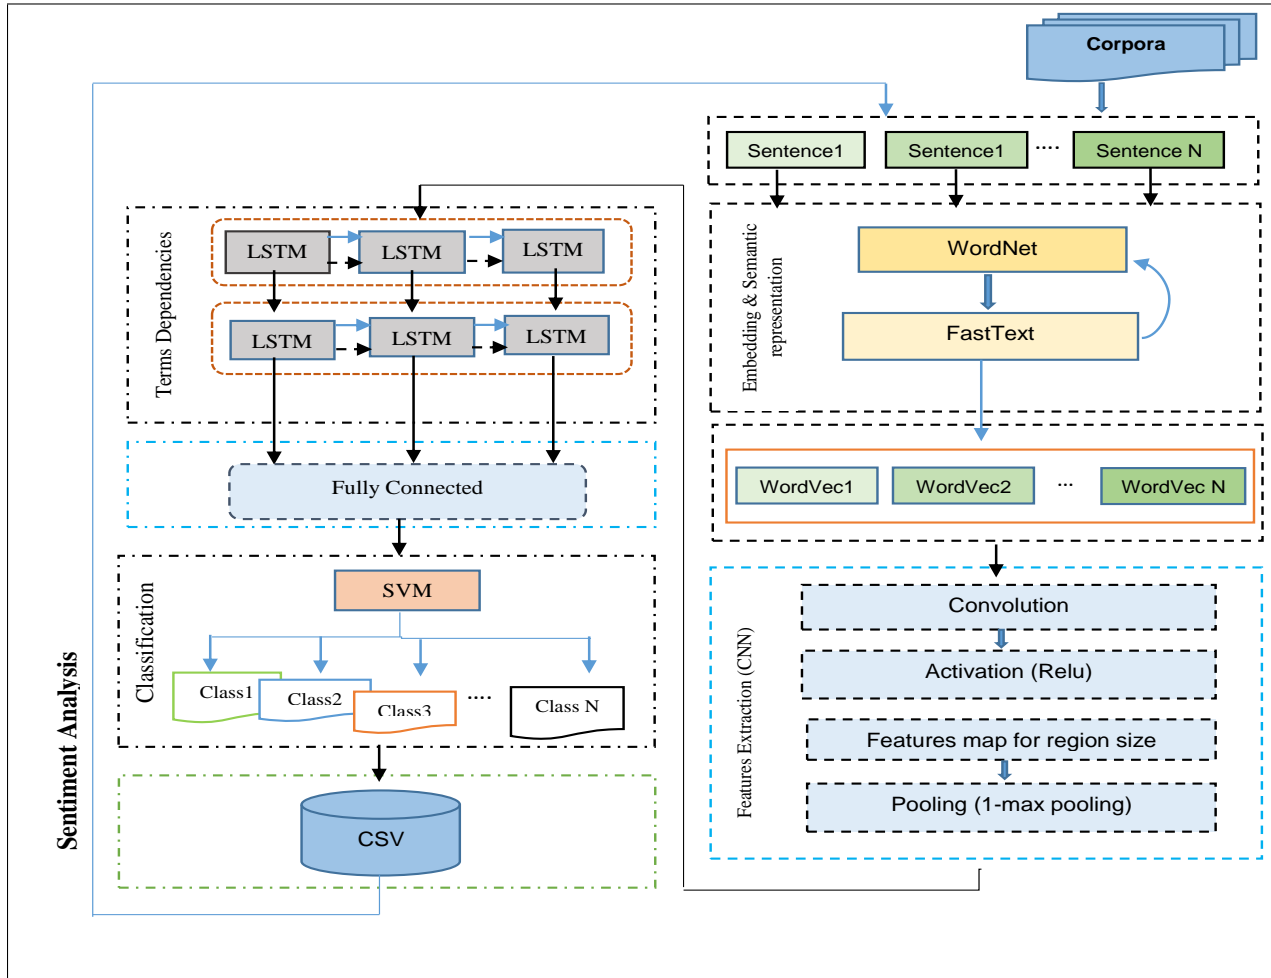 Corpora
Sentence1
Sentence1
....
Sentence N
Embedding & Semantic
representation
WordNet
FastText
WordVec1
WordVec2
...
WordVec N
Features Extraction (CNN)
Convolution
Activation (Relu)
Features map for region size
Pooling (1-max pooling)
Terms Dependencies
LSTM
LSTM
LSTM
LSTM
LSTM
LSTM
Fully Connected
Classification
SVM
Class1
Class2
Class3
....
Class N
CSV
Sentiment Analysis